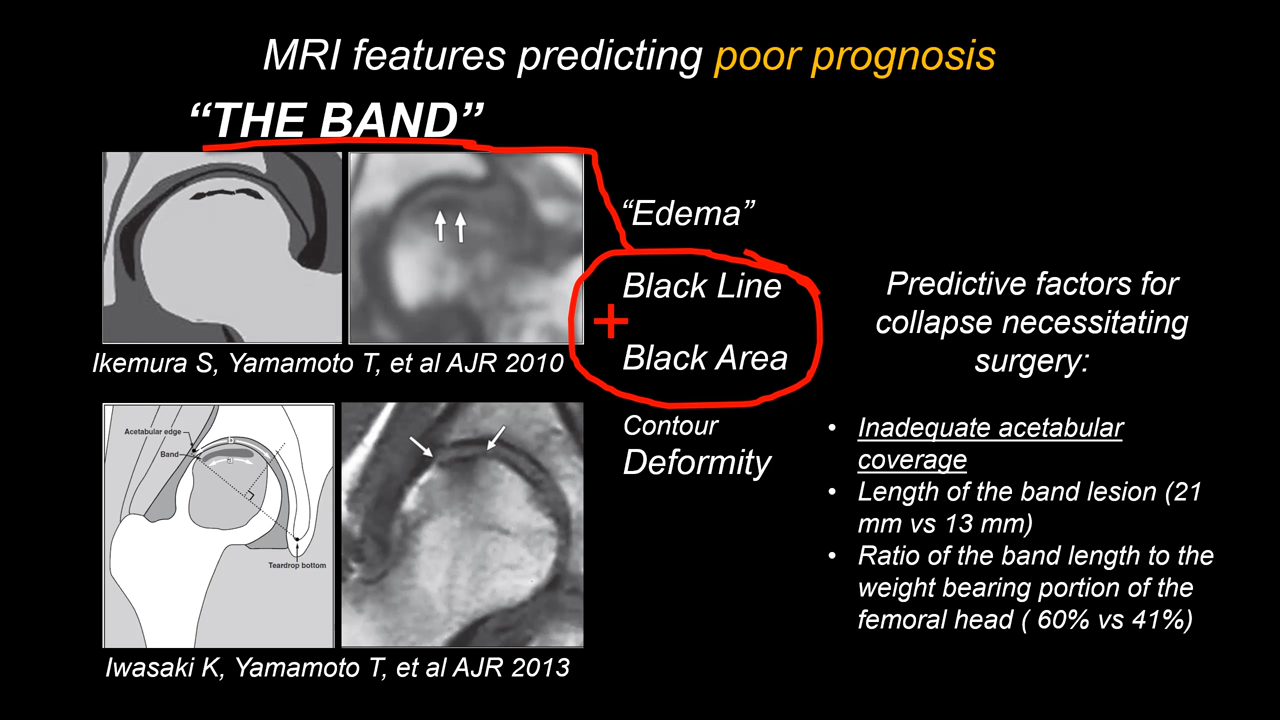 MRI features predicting poor prognosis
“THE BAND”
Ikemura S, Yamamoto T, et al AJR 2010
Acetabular edge
Band
b
a
Teardrop bottom
Iwasaki K, Yamamoto T, et al AJR 2013
“Edema”
Black Line
+
Black Area
Contour
Deformity
Predictive factors for
collapse necessitating
surgery:
• Inadequate acetabular
coverage
• Length of the band lesion (21
mm vs 13 mm)
• Ratio of the band length to the
weight bearing portion of the
femoral head ( 60% vs 41%)